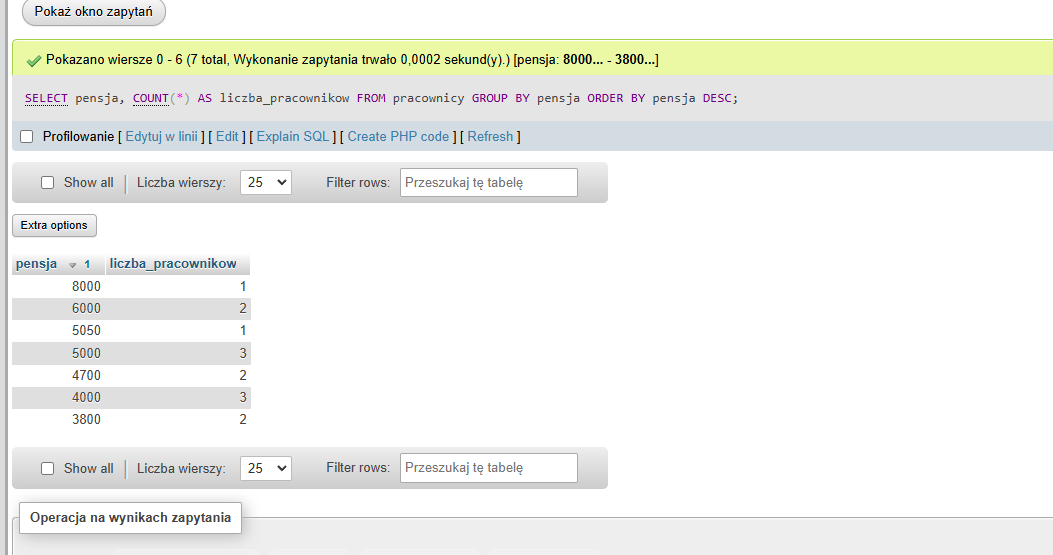 Pokaż okno zapytań
Pokazano wiersze 0 - 6 (7 total, Wykonanie zapytania trwało 0,0002 sekund(y).) [pensja: 8000... - 3800...]
SELECT pensja, COUNT(*) AS liczba_pracownikow FROM pracownicy GROUP BY pensja ORDER BY pensja DESC;
Profilowanie [ Edytuj w linii ] [ Edit ] [ Explain SQL ] [ Create PHP code ] [ Refresh ]
Show all Liczba wierszy: 25 Filter rows: Przeszukaj tę tabelę
Extra options
pensja 1 liczba_pracownikow
8000 1
6000 2
5050 1
5000 3
4700 2
4000 3
3800 2
Show all Liczba wierszy: 25 Filter rows: Przeszukaj tę tabelę
Operacja na wynikach zapytania